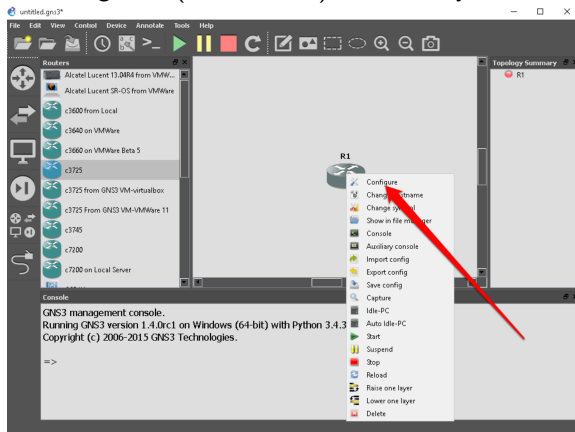 untitled.gns3*
File Edit View Control Device Annotate Tools Help
Routers
Alcatel Lucent 13.04R4 from VMW...
Alcatel Lucent SR-OS from VMWare
c3600 from Local
c3640 on VMWare
c3660 on VMWare Beta 5
c3725
c3725 from GNS3 VM-virtualbox
c3725 From GNS3 VM-VMWare 11
c3745
c7200
c7200 on Local Server
R1
Configure
Change
Change
Show in file
Console
Auxiliary console
Import config
Export config
Save config
Capture
Idle-PC
Auto Idle-PC
Start
Suspend
Stop
Reload
Raise one layer
Lower one layer
Delete
Topology Summary
R1
Console
GNS3 management console.
Running GNS3 version 1.4.0rc1 on Windows (64-bit) with Python 3.4.3
Copyright (c) 2006-2015 GNS3 Technologies.
=>